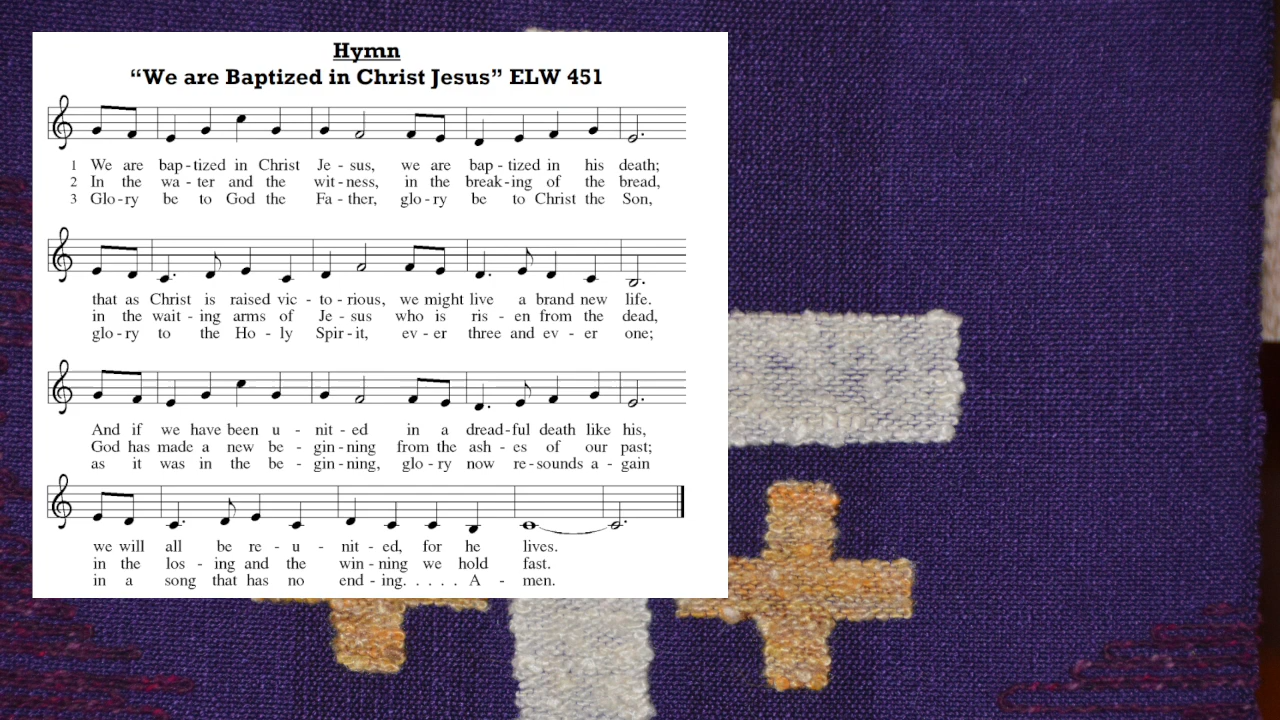 Hymn
“We are Baptized in Christ Jesus” ELW 451
1 We are bap - tized in Christ Je - sus, we are bap - tized in his death;
2 In the wa - ter and the wit - ness, in the break - ing of the bread,
3 Glo - ry be to God the Fa - ther, glo - ry be to Christ the Son,
that as Christ is raised vic - to - rious, we might live a brand new life.
in the wait - ing arms of Je - sus who is ris - en from the dead,
glo - ry to the Ho - ly Spir - it, ev - er three and ev - er one;
And if we have been u - nit - ed in a dread - ful death like his,
God has made a new be - gin - ning from the ash - es of our past;
as it was in the be - gin - ning, glo - ry now re - sounds a - gain
we will all be re - u - nit - ed, for he lives.
in the los - ing and the win - ning we hold fast.
in a song that has no end - ing. . . . . A - men.